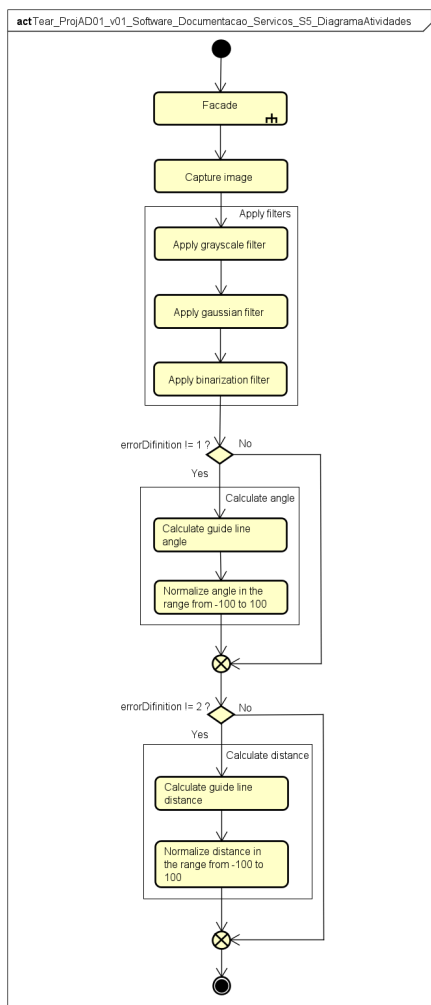 act Tear_ProjAD01_v01_Software_Documentacao_Servicos_S5_DiagramaAtividades
Facade
Capture image
Apply filters
Apply grayscale filter
Apply gaussian filter
Apply binarization filter
errorDifinition != 1 ?
No
Yes
Calculate angle
Calculate guide line
angle
Normalize angle in the
range from -100 to 100
errorDifinition != 2 ?
No
Yes
Calculate distance
Calculate guide line
distance
Normalize distance in
the range from -100 to
100